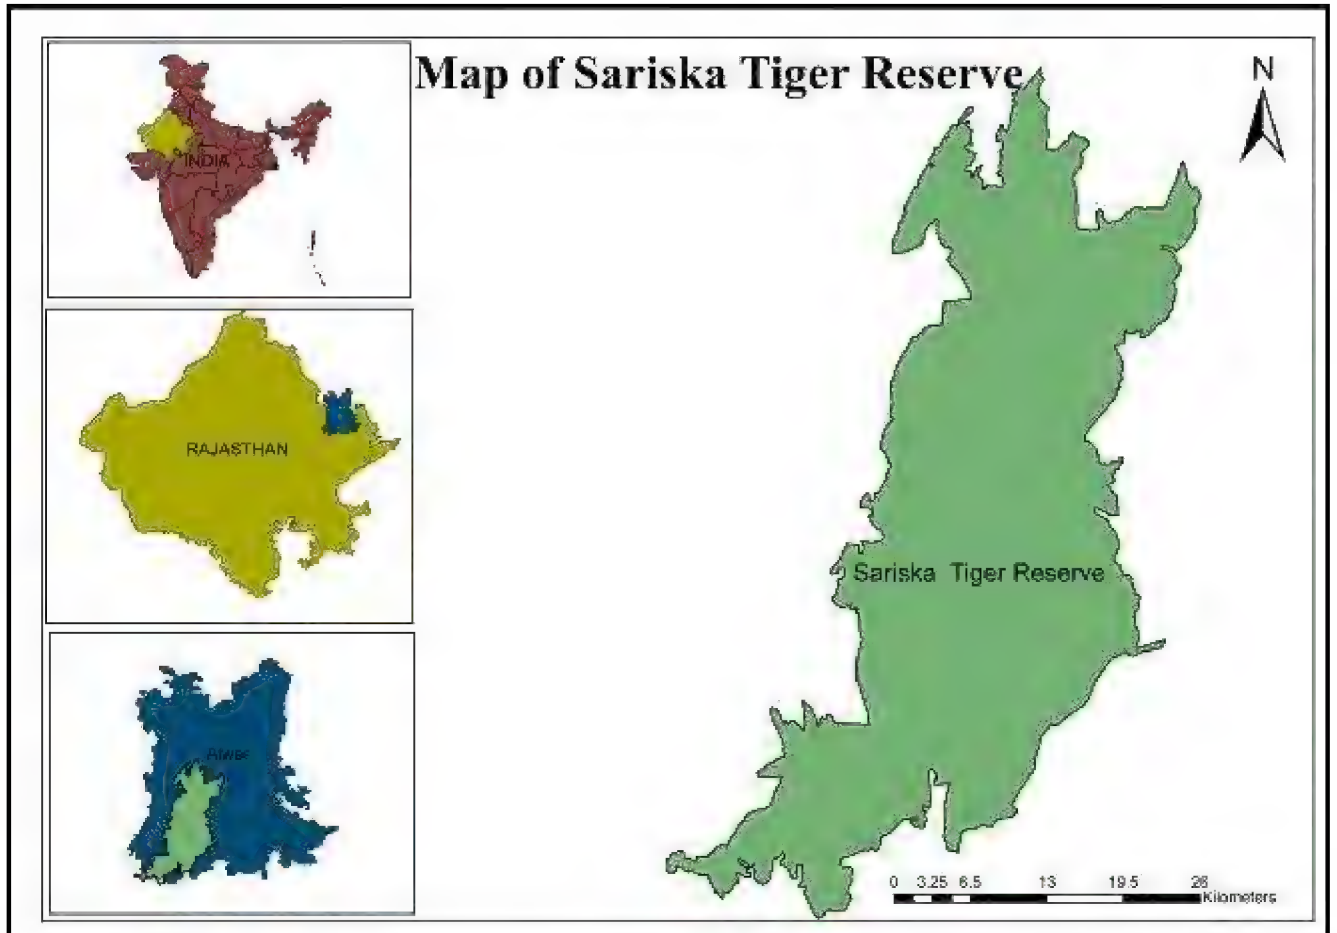 Map of Sariska Tiger Reserve
N
INDIA
RAJASTHAN
Alwar
Sariska Tiger Reserve
0 3.25 6.5 13 19.5 26
Kilometers